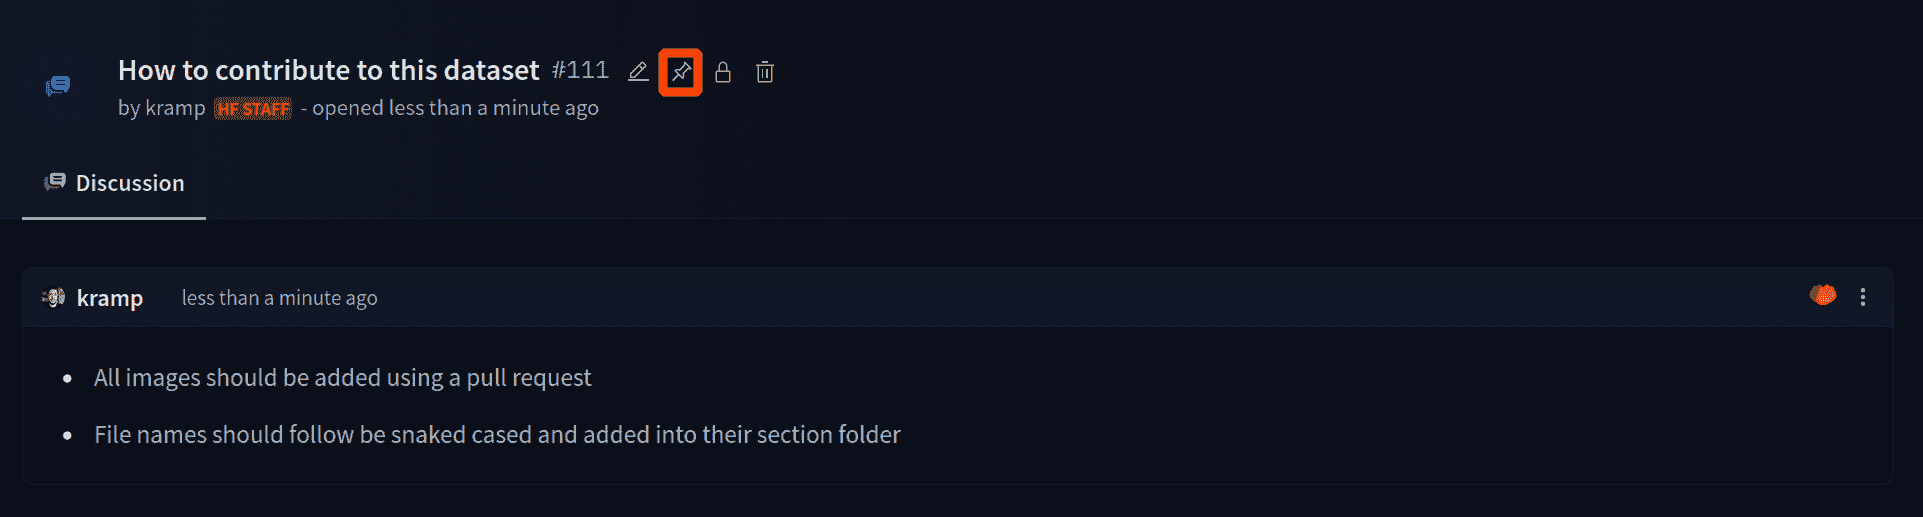 How to contribute to this dataset #111
by kramp HF STAFF - opened less than a minute ago
Discussion
kramp less than a minute ago
All images should be added using a pull request
File names should follow be snaked cased and added into their section folder